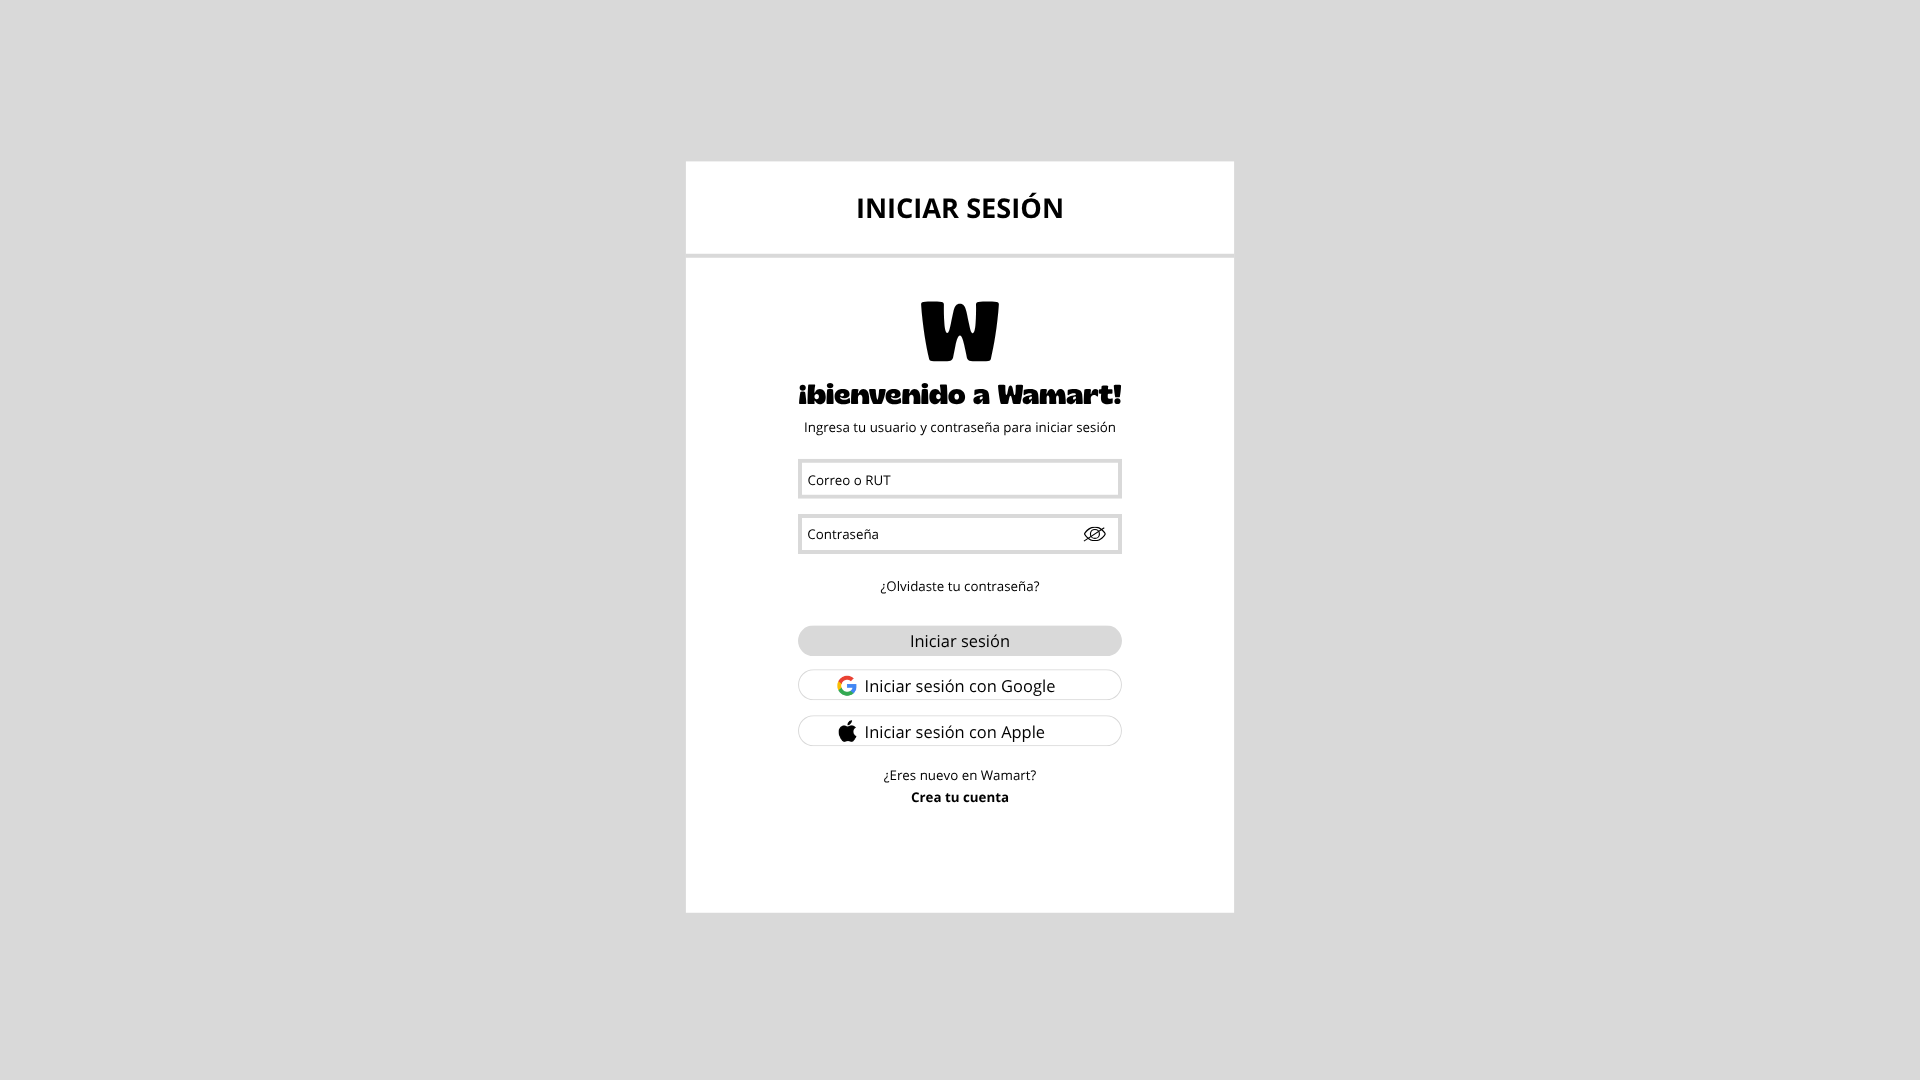 INICIAR SESIÓN
W
¡bienvenido a Wamart!
Ingresa tu usuario y contraseña para iniciar sesión
Correo o RUT
Contraseña
¿Olvidaste tu contraseña?
Iniciar sesión
Iniciar sesión con Google
Iniciar sesión con Apple
¿Eres nuevo en Wamart?
Crea tu cuenta